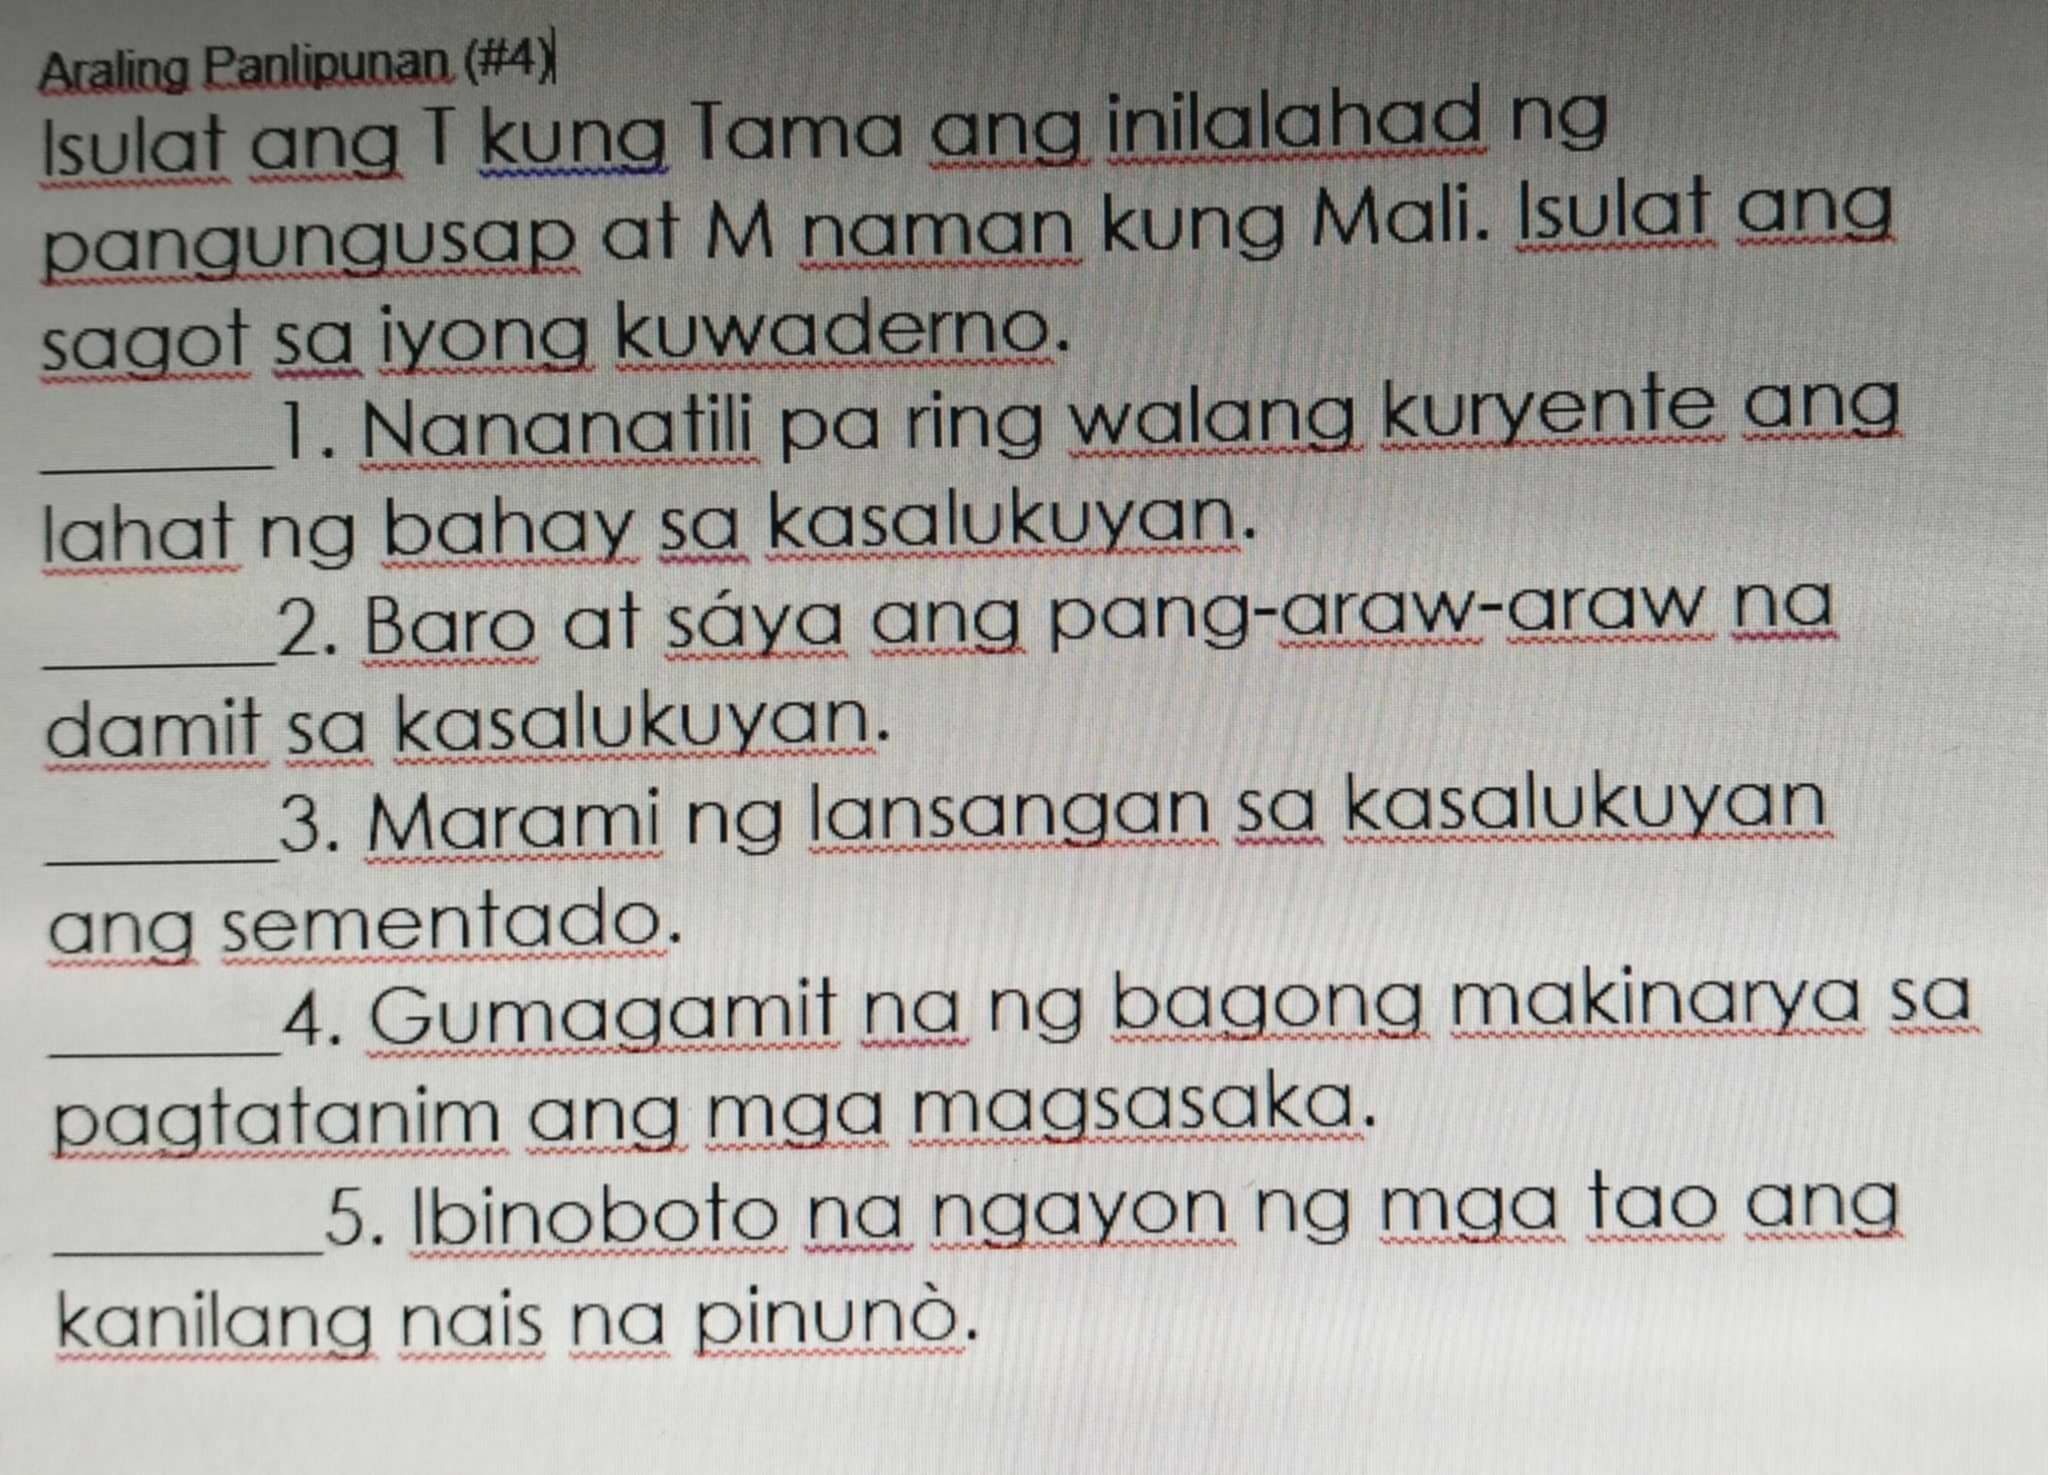 Araling Panlipunan (#4)
Isulat ang T kung Tama ang inilalahad ng
pangungusap at M naman kung Mali. Isulat ang
sagot sa iyong kuwaderno.
______1. Nananatili pa ring walang kuryente ang
lahat ng bahay sa kasalukuyan.
______2. Baro at sáya ang pang-araw-araw na
damit sa kasalukuyan.
______3. Marami ng lansangan sa kasalukuyan
ang sementado.
______4. Gumagamit na ng bagong makinarya sa
pagtatanim ang mga magsasaka.
_______5. Ibinoboto na ngayon ng mga tao ang
kanilang nais na pinunò.